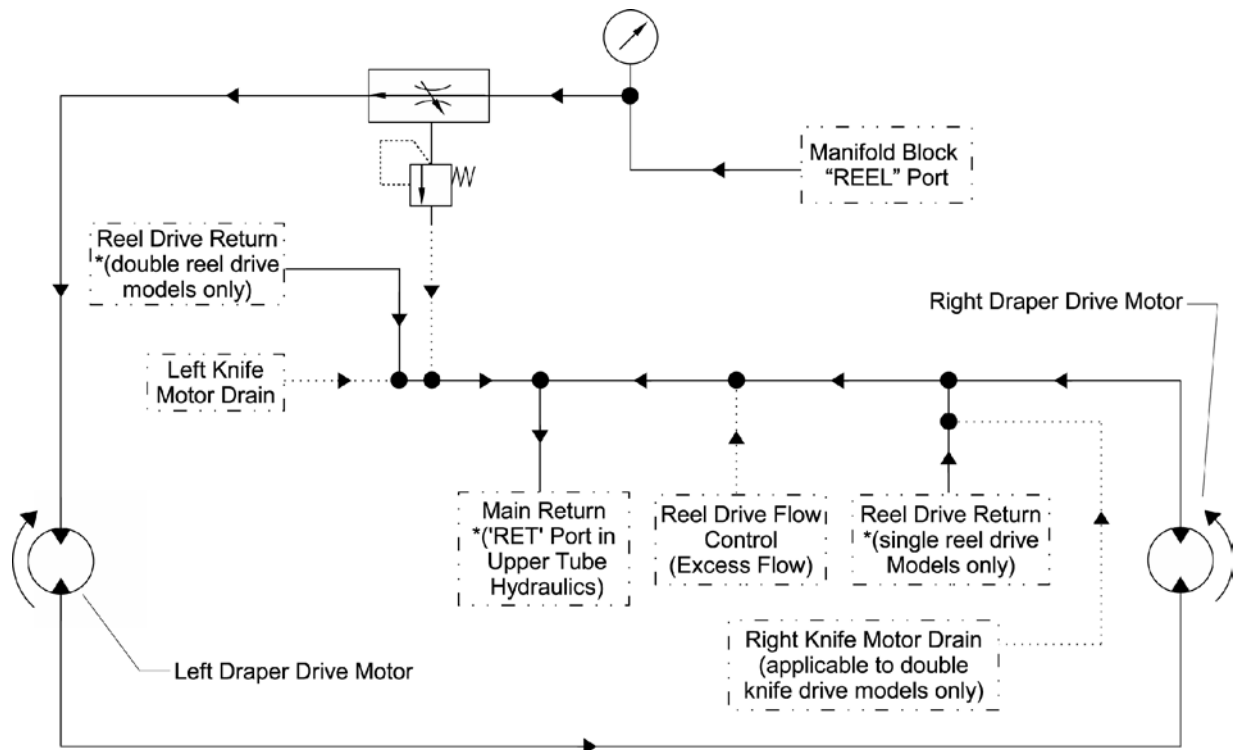 Manifold Block
“REEL” Port
Reel Drive Return
*(double reel drive
models only)
Right Draper Drive Motor
Left Knife
Motor Drain
Main Return
*('RET' Port in
Upper Tube
Hydraulics)
Reel Drive Flow
Control
(Excess Flow)
Reel Drive Return
*(single reel drive
Models only)
Right Knife Motor Drain
(applicable to double
knife drive models only)
Left Draper Drive Motor